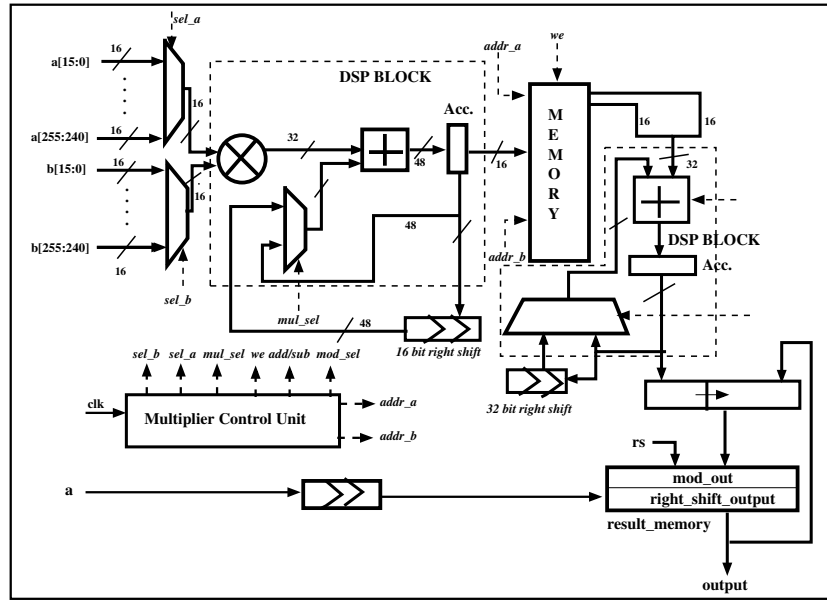 sel_a
16
a[15:0]
16
a[255:240]
16
b[15:0]
16
16
b[255:240]
16
sel_b
DSP BLOCK
32
48
Acc.
16
48
mul_sel
48
16 bit right shift
we
addr_a
MEMORY
16
16
32
addr_b
DSP BLOCK
Acc.
32 bit right shift
sel_b sel_a mul_sel we add/sub mod_sel
clk
Multiplier Control Unit
addr_a
addr_b
rs
a
mod_out
right_shift_output
result_memory
output